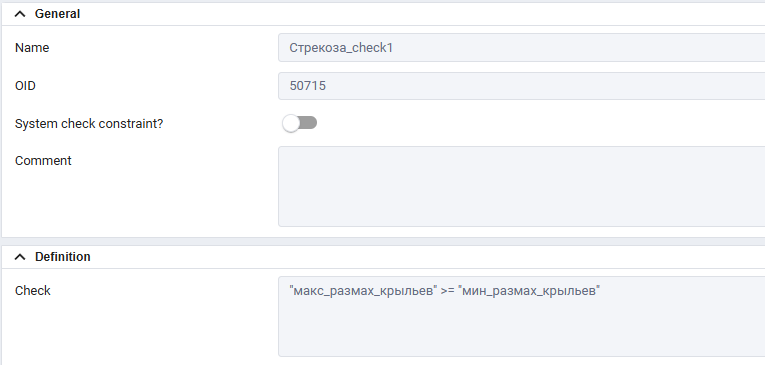 General
Name
Стрекоза_check1
OID
50715
System check constraint?
Comment
Definition
Check
"макс_размах_крыльев" >= "мин_размах_крыльев"